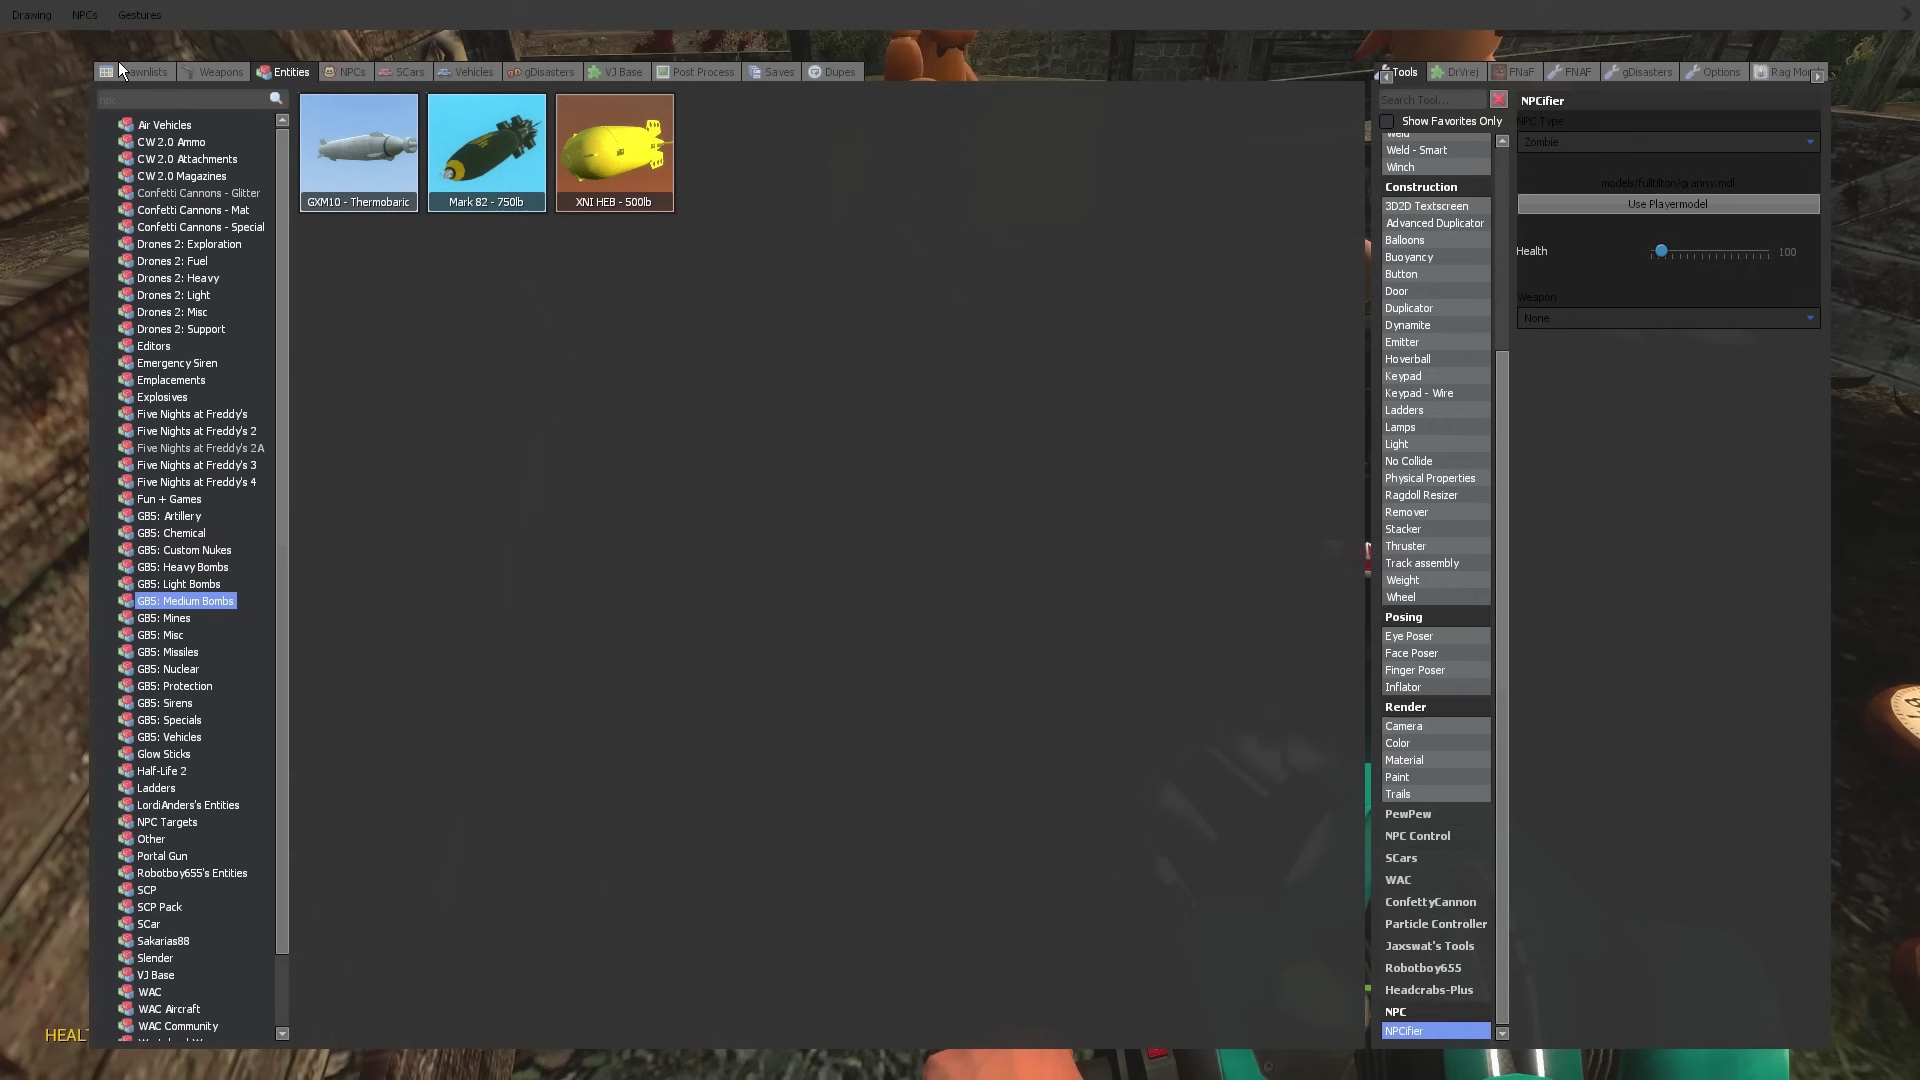 Drawing NPCs Gestures
Weapons Entities NPCs SCars Vehicles gDisasters VJ Base Post Process Saves Dupes
npc
Air Vehicles
CW 2.0 Ammo
CW 2.0 Attachments
CW 2.0 Magazines
Confetti Cannons - Glitter
Confetti Cannons - Mat
Confetti Cannons - Special
Drones 2: Exploration
Drones 2: Fuel
Drones 2: Heavy
Drones 2: Light
Drones 2: Misc
Drones 2: Support
Editors
Emergency Siren
Emplacements
Explosives
Five Nights at Freddy's
Five Nights at Freddy's 2
Five Nights at Freddy's 2A
Five Nights at Freddy's 3
Five Nights at Freddy's 4
Fun + Games
GB5: Artillery
GB5: Chemical
GB5: Custom Nukes
GB5: Heavy Bombs
GB5: Light Bombs
GB5: Medium Bombs
GB5: Mines
GB5: Misc
GB5: Missiles
GB5: Nuclear
GB5: Protection
GB5: Sirens
GB5: Specials
GB5: Vehicles
Glow Sticks
Half-Life 2
Ladders
LordiAnders's Entities
NPC Targets
Other
Portal Gun
Robotboy655's Entities
SCP
SCP Pack
SCar
Sakarias88
Slender
VJ Base
WAC
WAC Aircraft
WAC Community
GXM10 - Thermobaric
Mark 82 - 750lb
XNI HEB - 500lb
Tools DrVrej FNaF FNAF gDisasters Options
Search Tool...
Show Favorites Only
Weld
Weld - Smart
Winch
Construction
3D2D Textscreen
Advanced Duplicator
Balloons
Buoyancy
Button
Door
Duplicator
Dynamite
Emitter
Hoverball
Keypad
Keypad - Wire
Ladders
Lamps
Light
No Collide
Physical Properties
Ragdoll Resizer
Remover
Stacker
Thruster
Track assembly
Weight
Wheel
Posing
Eye Poser
Face Poser
Finger Poser
Inflator
Render
Camera
Color
Material
Paint
Trails
PewPew
NPC Control
SCars
WAC
ConfettyCannon
Particle Controller
Jaxswat's Tools
Robotboy655
Headcrabs-Plus
NPC
NPCifier
NPCifier
NPC Type
Zombie
models/fulltilton/granny.mdl
Use Playermodel
Health 100
Weapon
None
HEAL